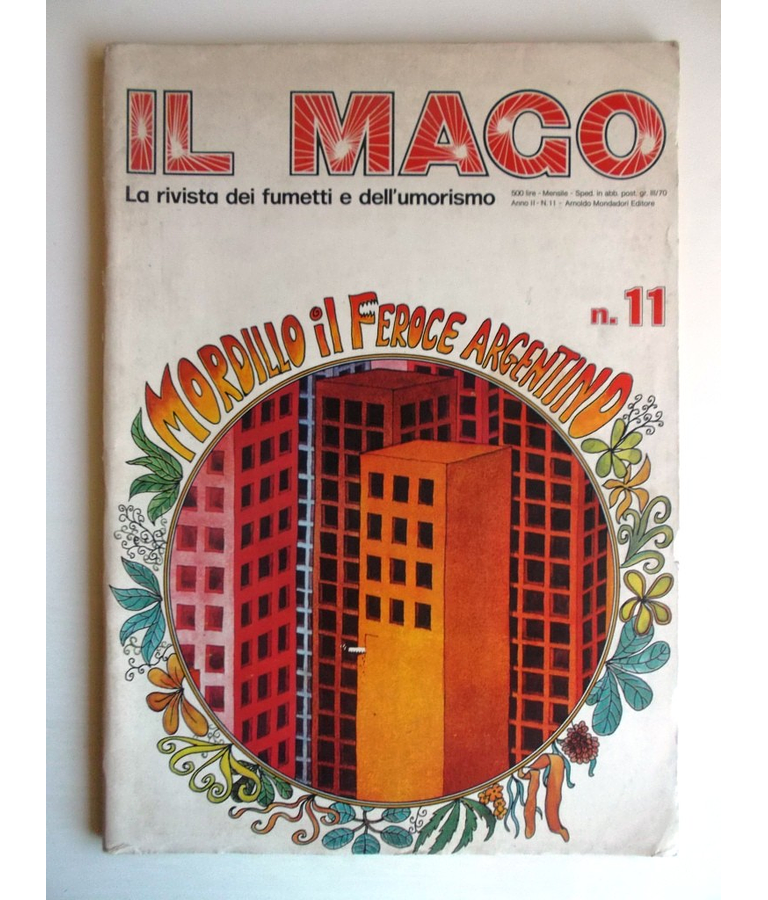 IL MAGO
La rivista dei fumetti e dell'umorismo
500 lire - Mensile - Sped. in abb. post. gr. III/70
Anno II - N. 11 - Arnoldo Mondadori Editore
n. 11
MORDILLO il FEROCE ARGENTINO